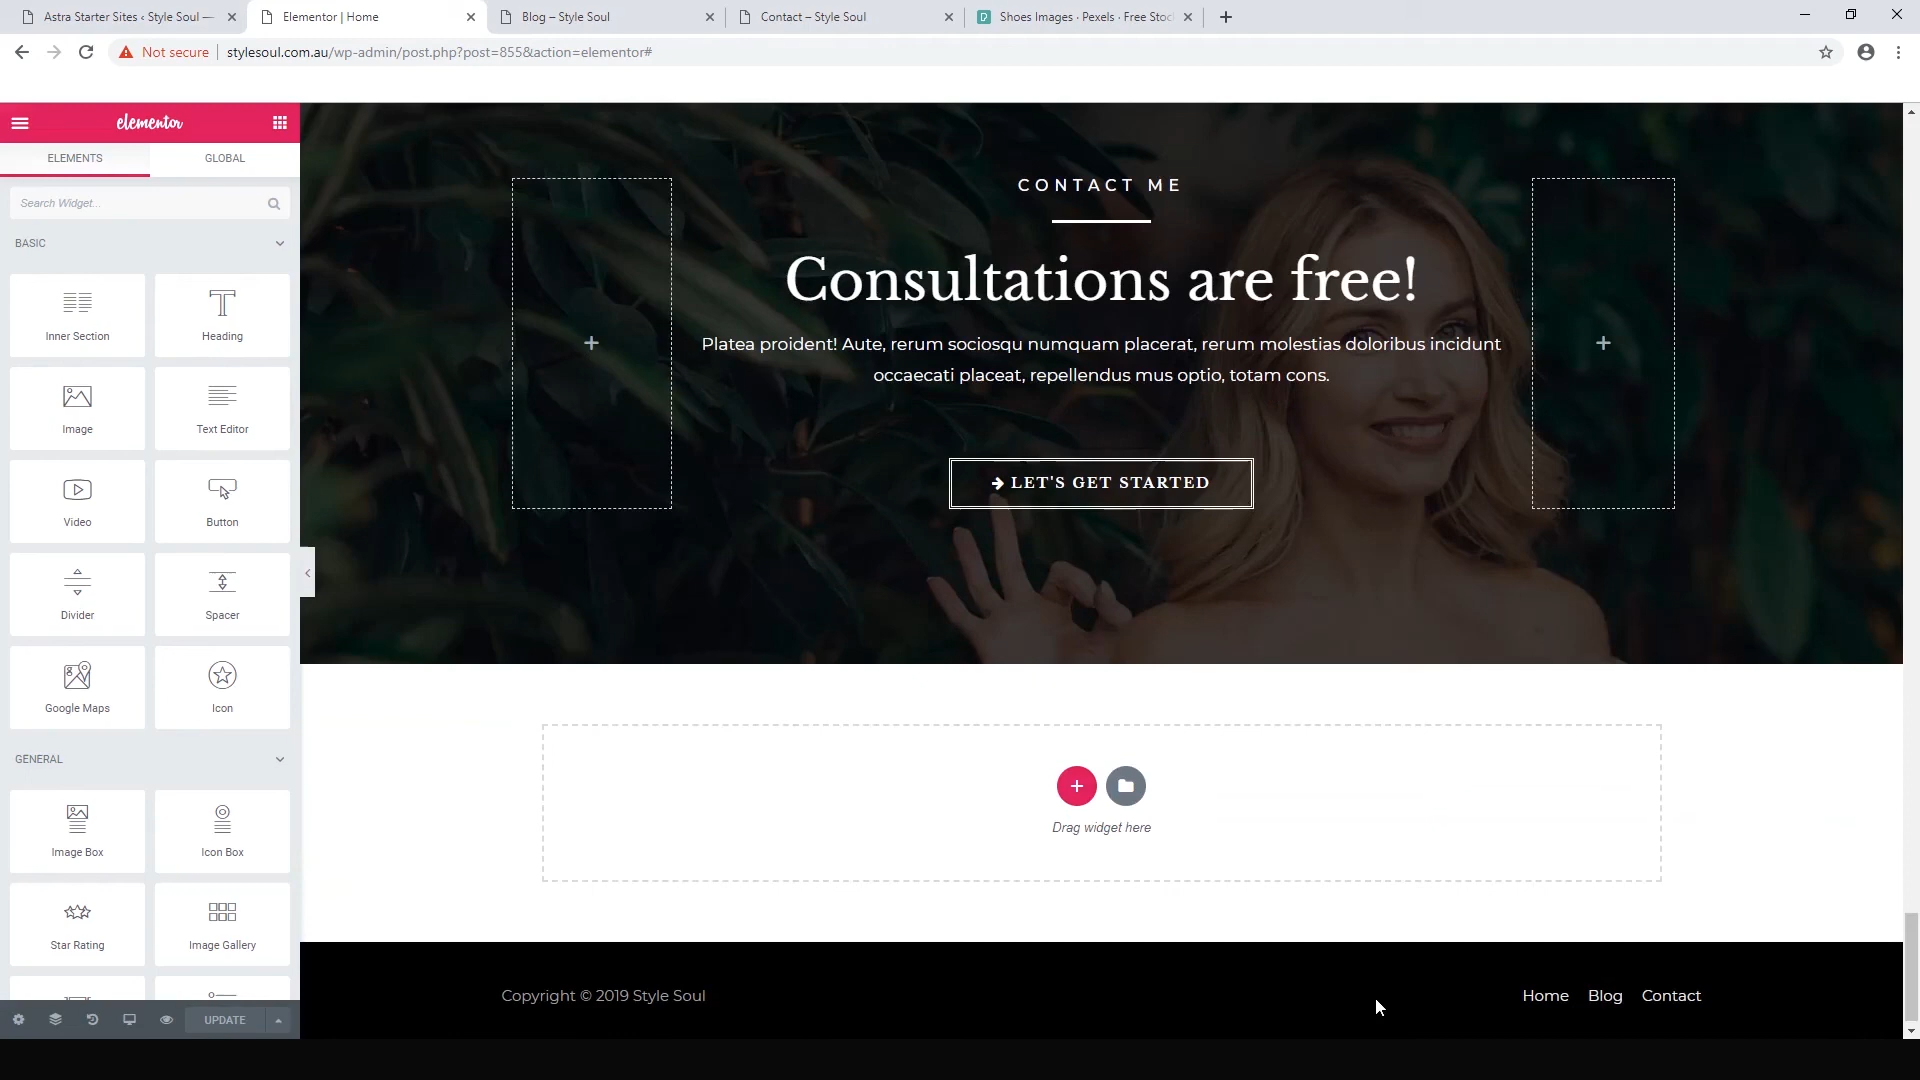 Astra Starter Sites ‹ Style Soul —
Elementor | Home
Blog – Style Soul
Contact – Style Soul
Shoes Images · Pexels · Free Stoc
Not secure
stylesoul.com.au/wp-admin/post.php?post=855&action=elementor#
elementor
ELEMENTS
GLOBAL
Search Widget...
BASIC
Inner Section
Heading
Image
Text Editor
Video
Button
Divider
Spacer
Google Maps
Icon
GENERAL
Image Box
Icon Box
Star Rating
Image Gallery
UPDATE
CONTACT ME
Consultations are free!
Platea proident! Aute, rerum sociosqu numquam placerat, rerum molestias doloribus incidunt
occaecati placeat, repellendus mus optio, totam cons.
LET'S GET STARTED
Drag widget here
Copyright © 2019 Style Soul
Home
Blog
Contact